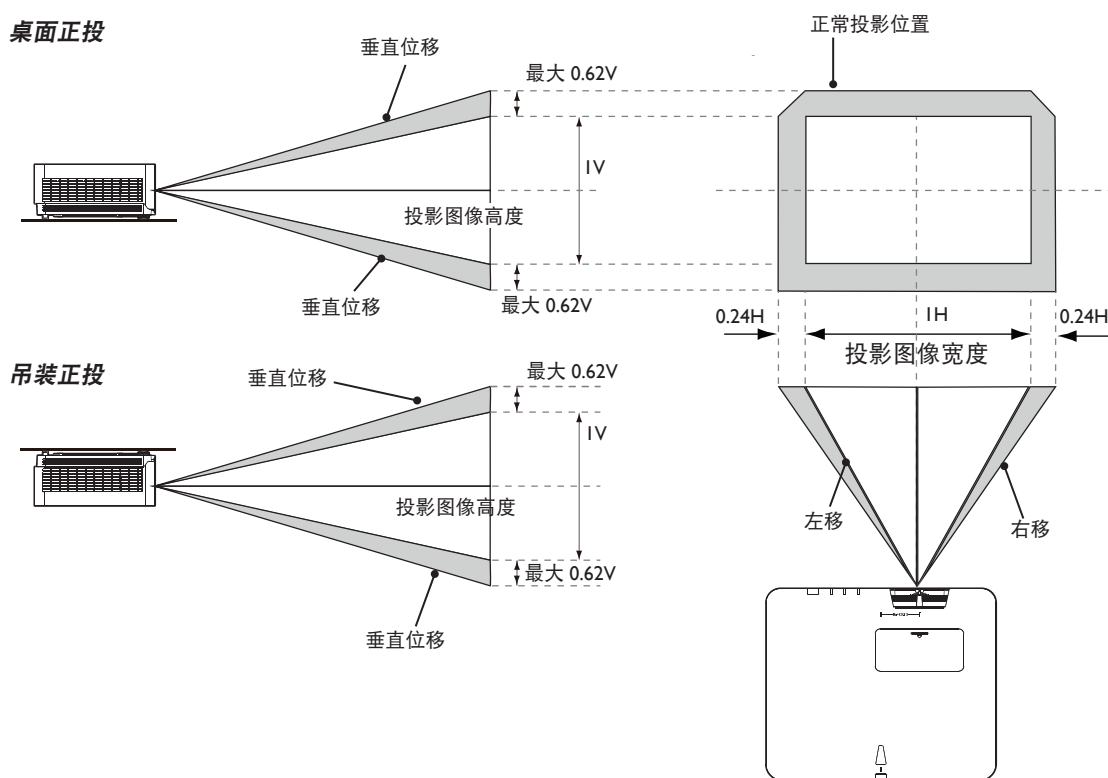 桌面正投
垂直位移
最大 0.62V
1V
投影图像高度
垂直位移
最大 0.62V
正常投影位置
0.24H
1H
0.24H
投影图像宽度
吊装正投
垂直位移
最大 0.62V
1V
投影图像高度
最大 0.62V
垂直位移
左移
右移